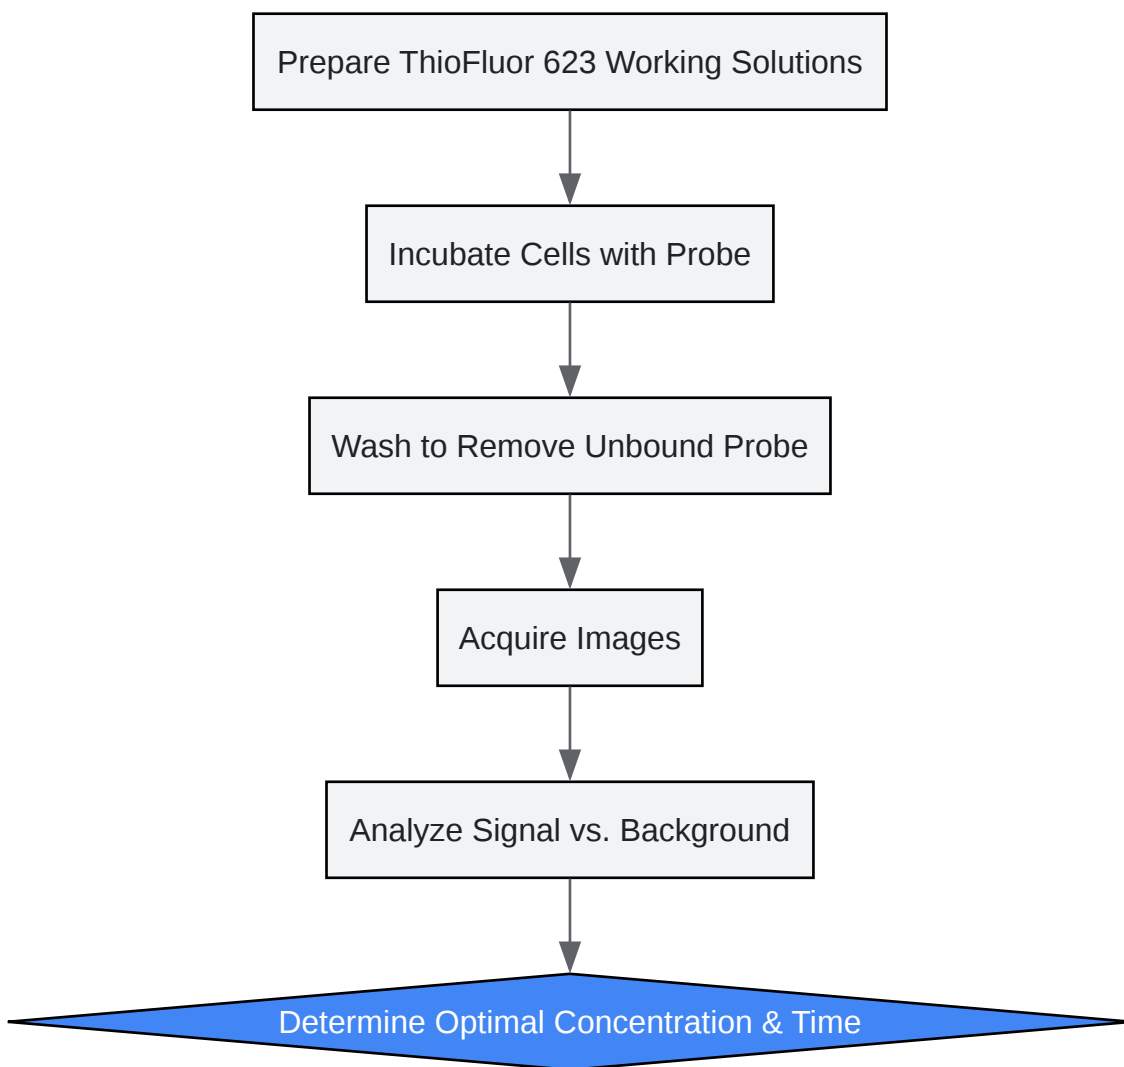 Prepare ThioFluor 623 Working Solutions
Incubate Cells with Probe
Wash to Remove Unbound Probe
Acquire Images
Analyze Signal vs. Background
Determine Optimal Concentration & Time